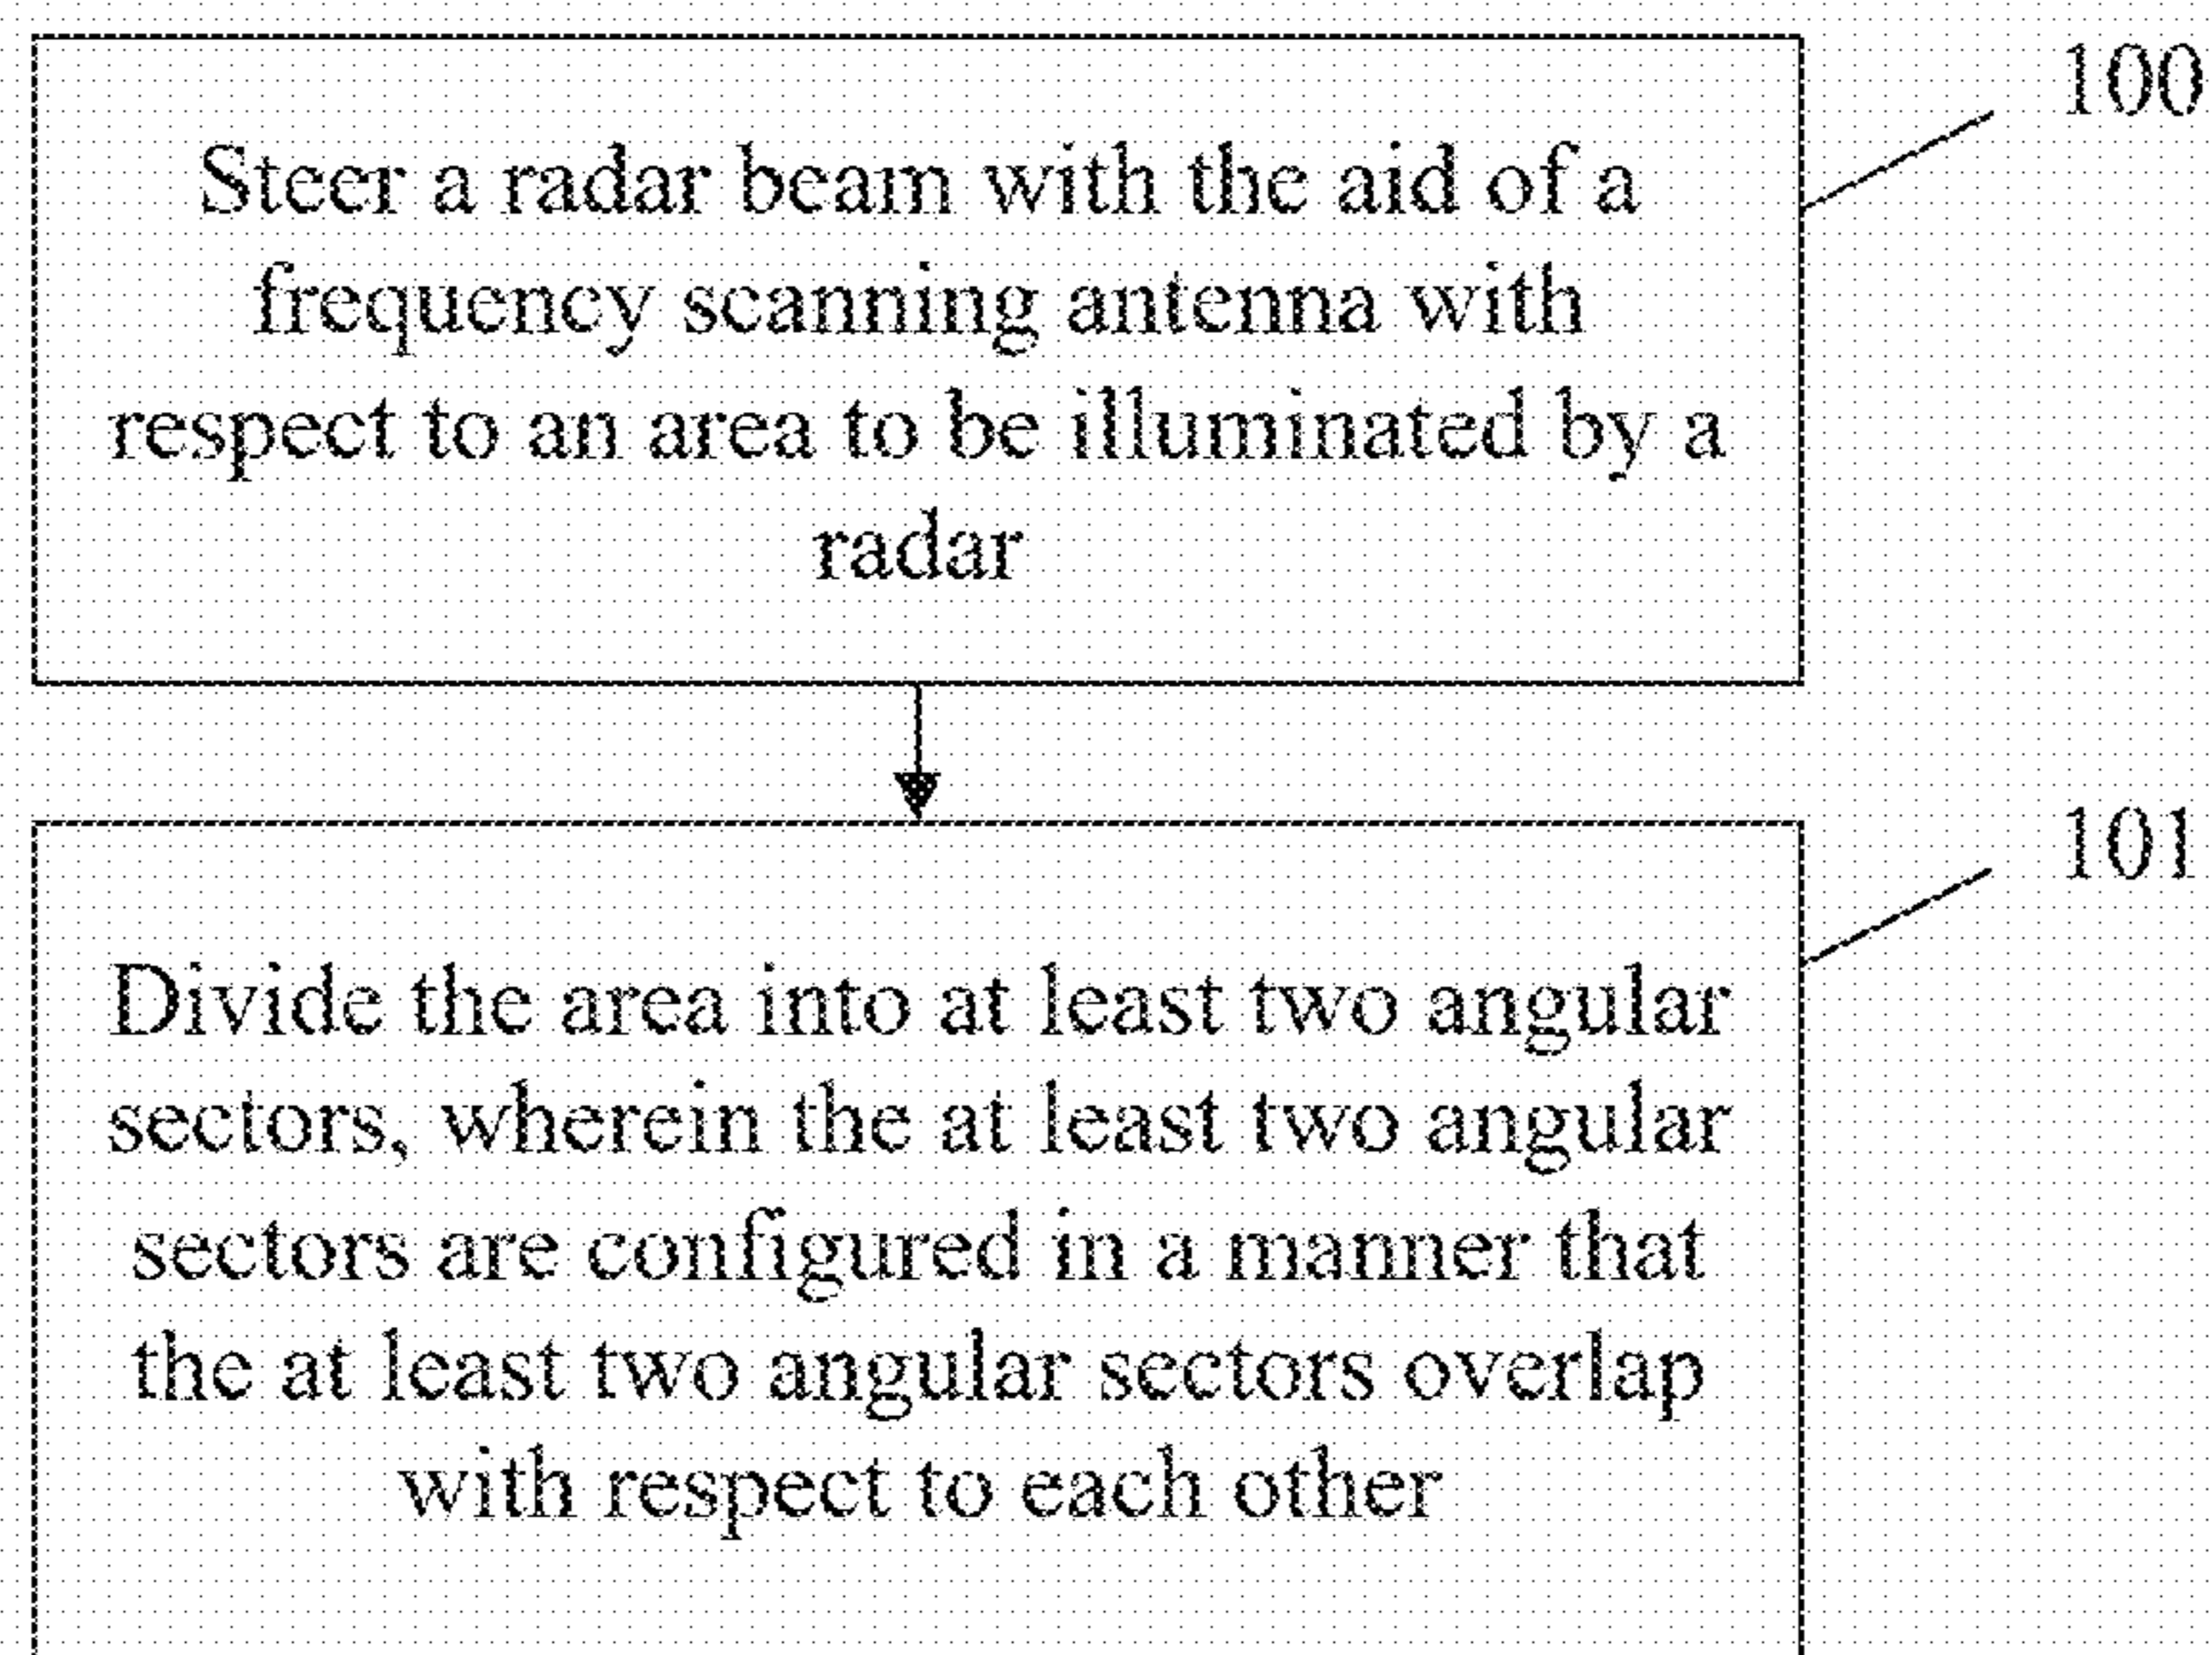 100
Steer a radar beam with the aid of a
frequency scanning antenna with
respect to an area to be illuminated by a
radar
101
Divide the area into at least two angular
sectors, wherein the at least two angular
sectors are configured in a manner that
the at least two angular sectors overlap
with respect to each other